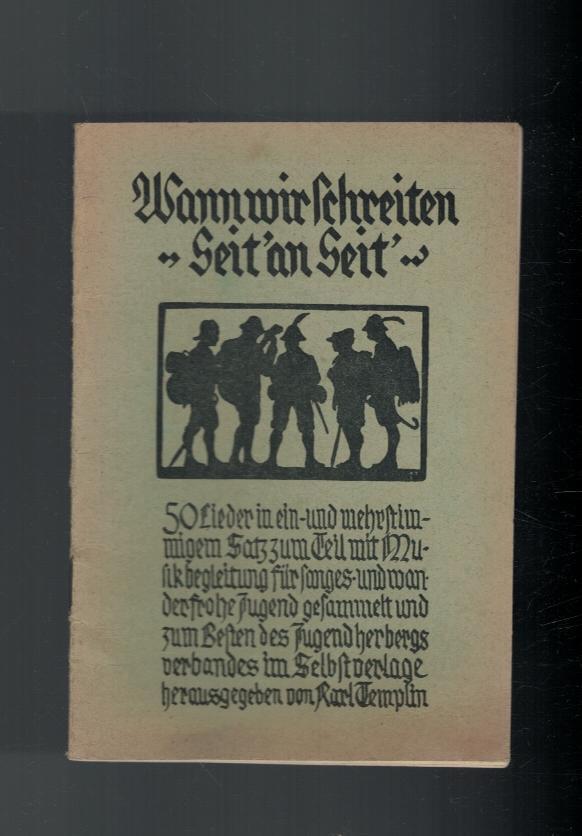 Wann wir schreiten
„ Seit' an Seit' “
50 Lieder in ein- und mehrstim-
migem Satz zum Teil mit Mu-
sikbegleitung für sanges- und wan-
derfrohe Jugend gesammelt und
zum Besten des Jugendherbergs
verbandes im Selbstverlage
herausgegeben von Karl Templin